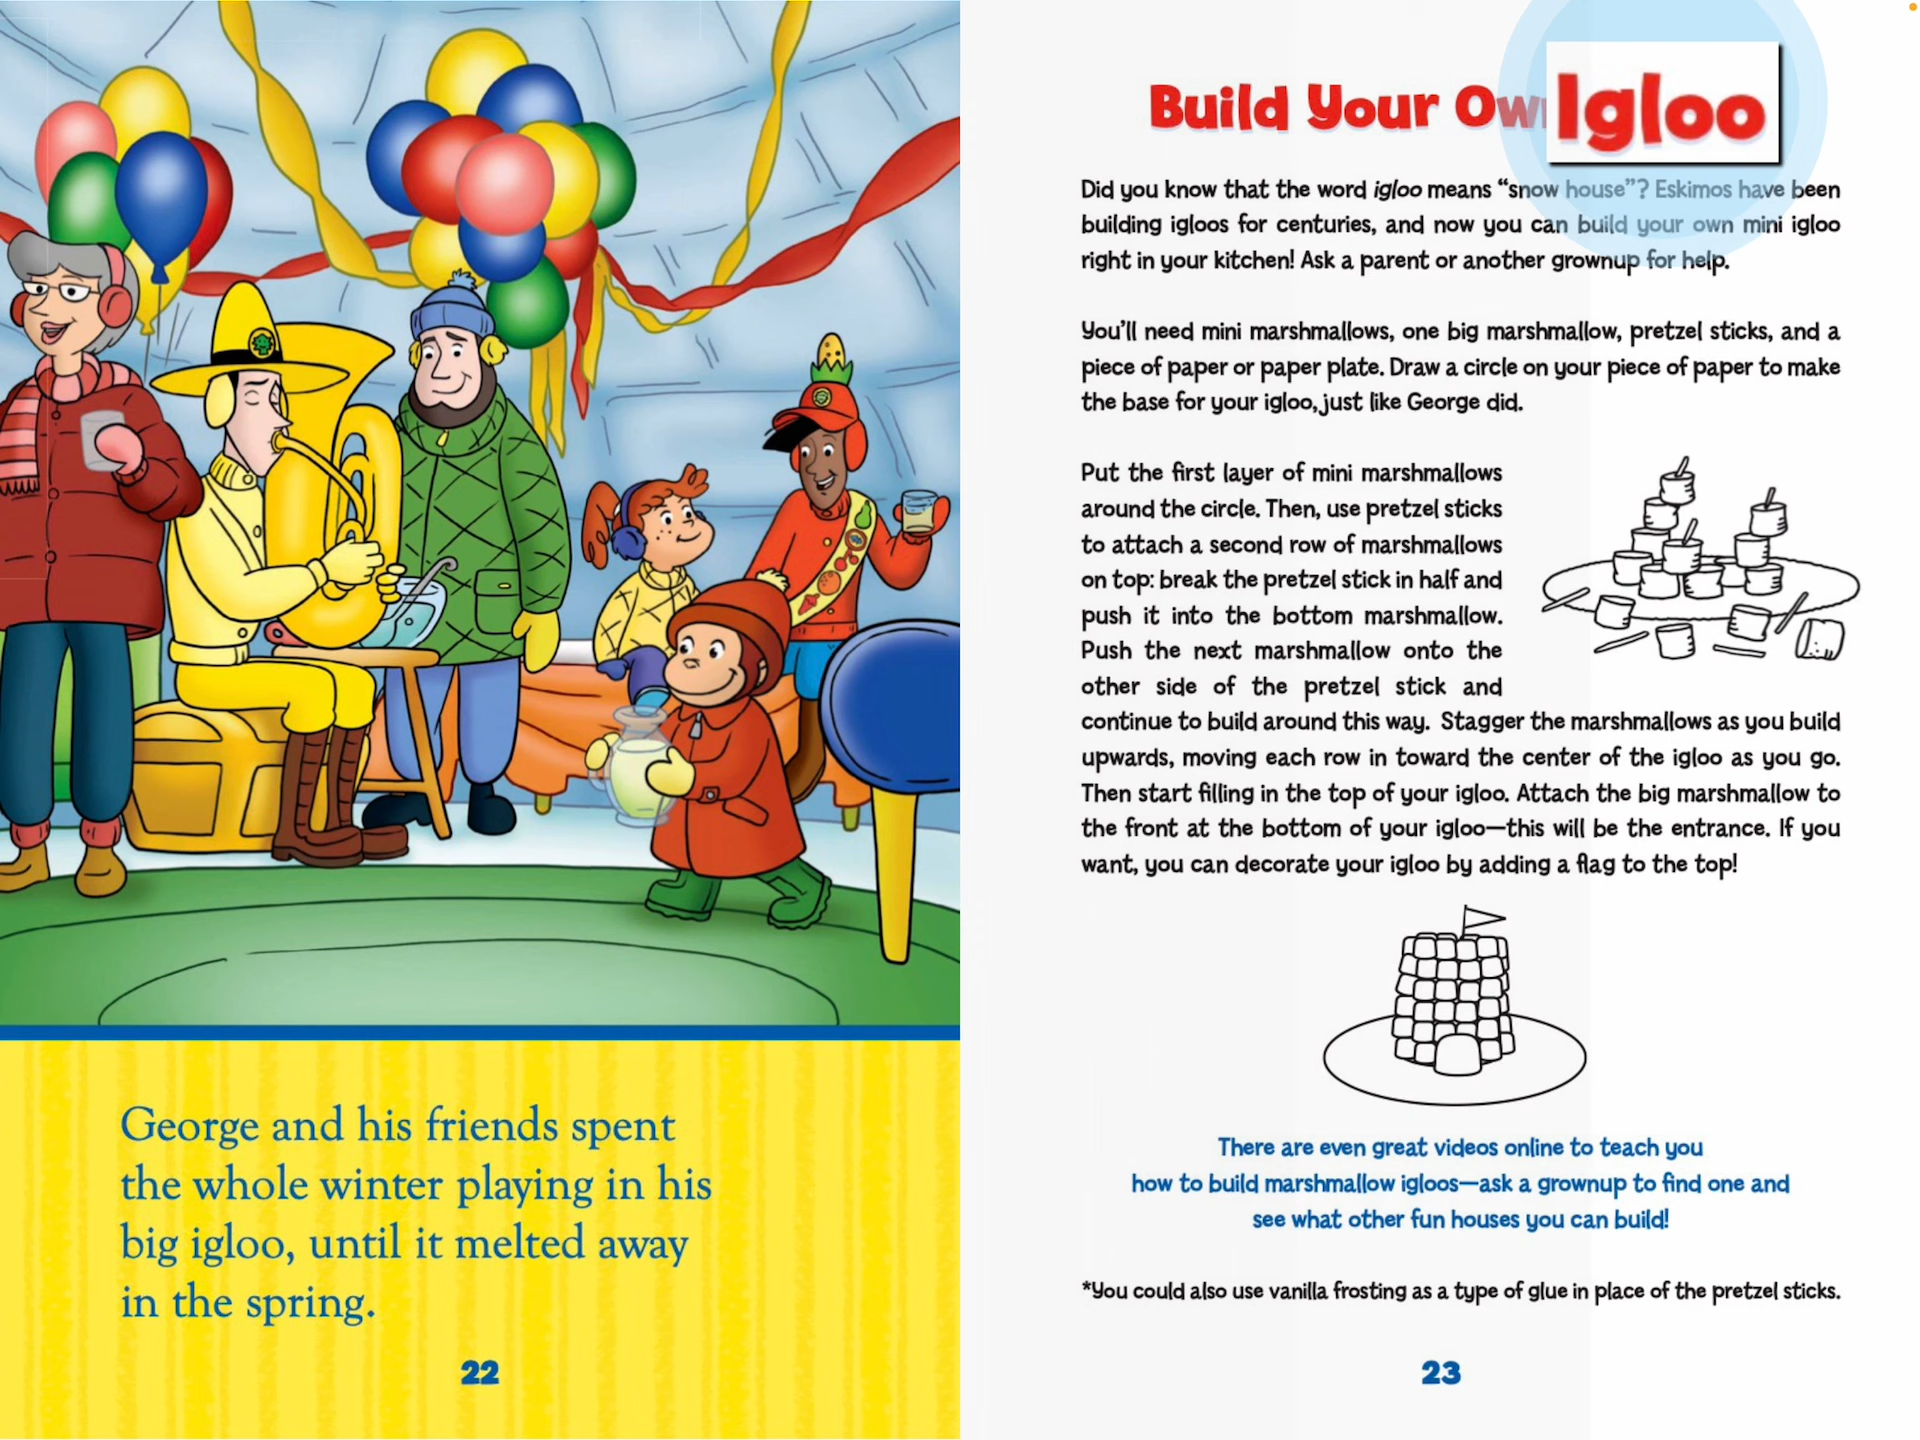 George and his friends spent
the whole winter playing in his
big igloo, until it melted away
in the spring.
22
Build Your Own Igloo
Did you know that the word igloo means “snow house”? Eskimos have been
building igloos for centuries, and now you can build your own mini igloo
right in your kitchen! Ask a parent or another grownup for help.
You’ll need mini marshmallows, one big marshmallow, pretzel sticks, and a
piece of paper or paper plate. Draw a circle on your piece of paper to make
the base for your igloo, just like George did.
Put the first layer of mini marshmallows
around the circle. Then, use pretzel sticks
to attach a second row of marshmallows
on top: break the pretzel stick in half and
push it into the bottom marshmallow.
Push the next marshmallow onto the
other side of the pretzel stick and
continue to build around this way. Stagger the marshmallows as you build
upwards, moving each row in toward the center of the igloo as you go.
Then start filling in the top of your igloo. Attach the big marshmallow to
the front at the bottom of your igloo—this will be the entrance. If you
want, you can decorate your igloo by adding a flag to the top!
There are even great videos online to teach you
how to build marshmallow igloos—ask a grownup to find one and
see what other fun houses you can build!
*You could also use vanilla frosting as a type of glue in place of the pretzel sticks.
23